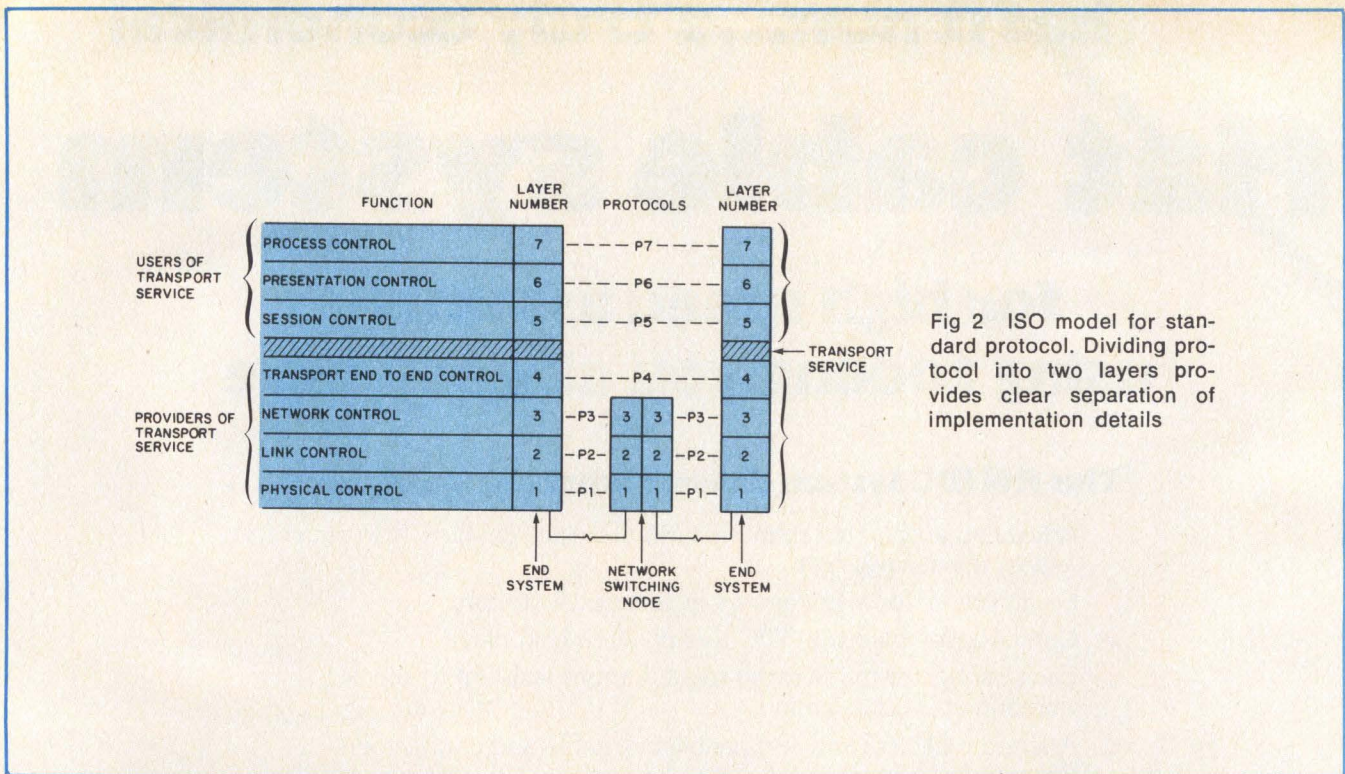 FUNCTION LAYER NUMBER PROTOCOLS LAYER NUMBER
USERS OF
TRANSPORT
SERVICE
PROCESS CONTROL 7 P7 7
PRESENTATION CONTROL 6 P6 6
SESSION CONTROL 5 P5 5
TRANSPORT
SERVICE
PROVIDERS OF
TRANSPORT
SERVICE
TRANSPORT END TO END CONTROL 4 P4 4
NETWORK CONTROL 3 P3 3 3 P3 3
LINK CONTROL 2 P2 2 2 P2 2
PHYSICAL CONTROL 1 P1 1 1 P1 1
END
SYSTEM
NETWORK
SWITCHING
NODE
END
SYSTEM
Fig 2 ISO model for stan-
dard protocol. Dividing pro-
tocol into two layers pro-
vides clear separation of
implementation details